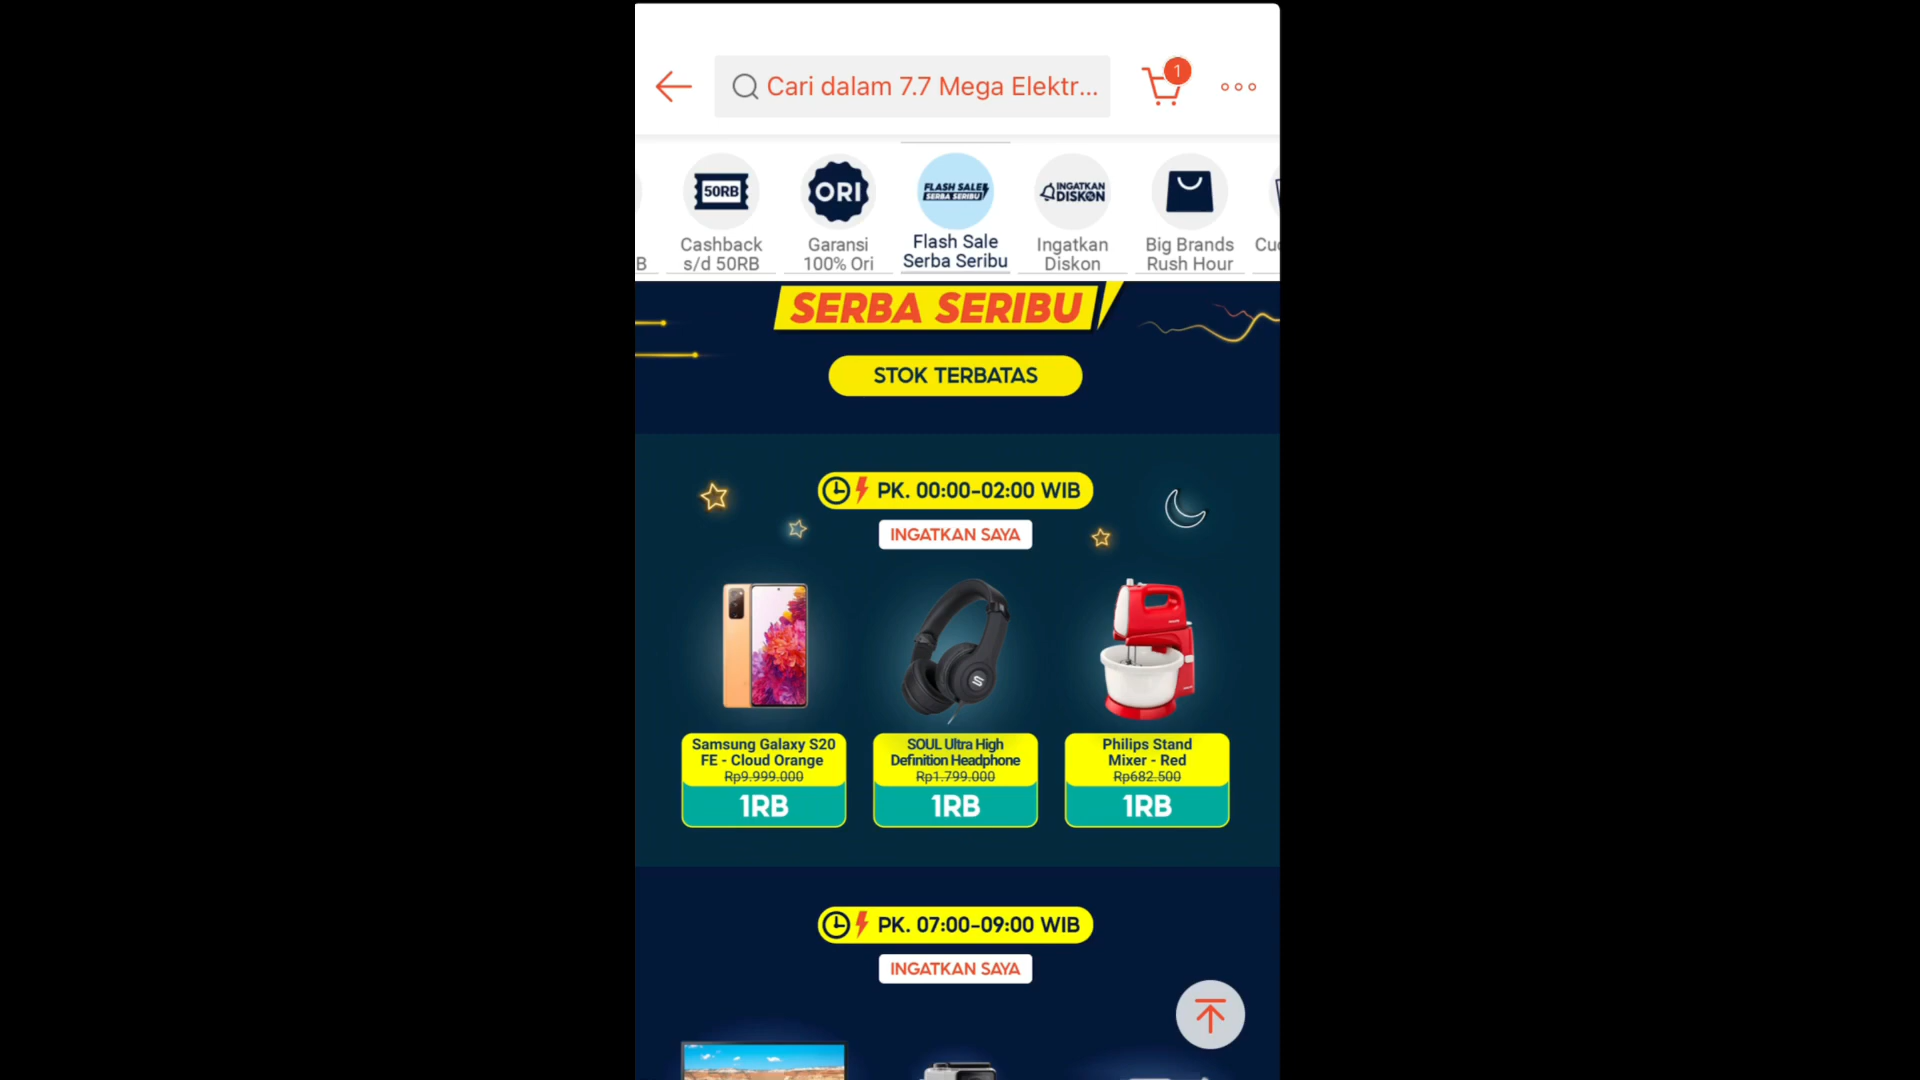 Cari dalam 7.7 Mega Elektr...
1
50RB
ORI
FLASH SALE
SERBA SERIBU
INGATKAN
DISKON
B
Cashback
s/d 50RB
Garansi
100% Ori
Flash Sale
Serba Seribu
Ingatkan
Diskon
Big Brands
Rush Hour
Cuc
SERBA SERIBU
STOK TERBATAS
PK. 00:00-02:00 WIB
INGATKAN SAYA
Samsung Galaxy S20
FE - Cloud Orange
Rp9.999.000
1RB
SOUL Ultra High
Definition Headphone
Rp1.799.000
1RB
Philips Stand
Mixer - Red
Rp682.500
1RB
PK. 07:00-09:00 WIB
INGATKAN SAYA